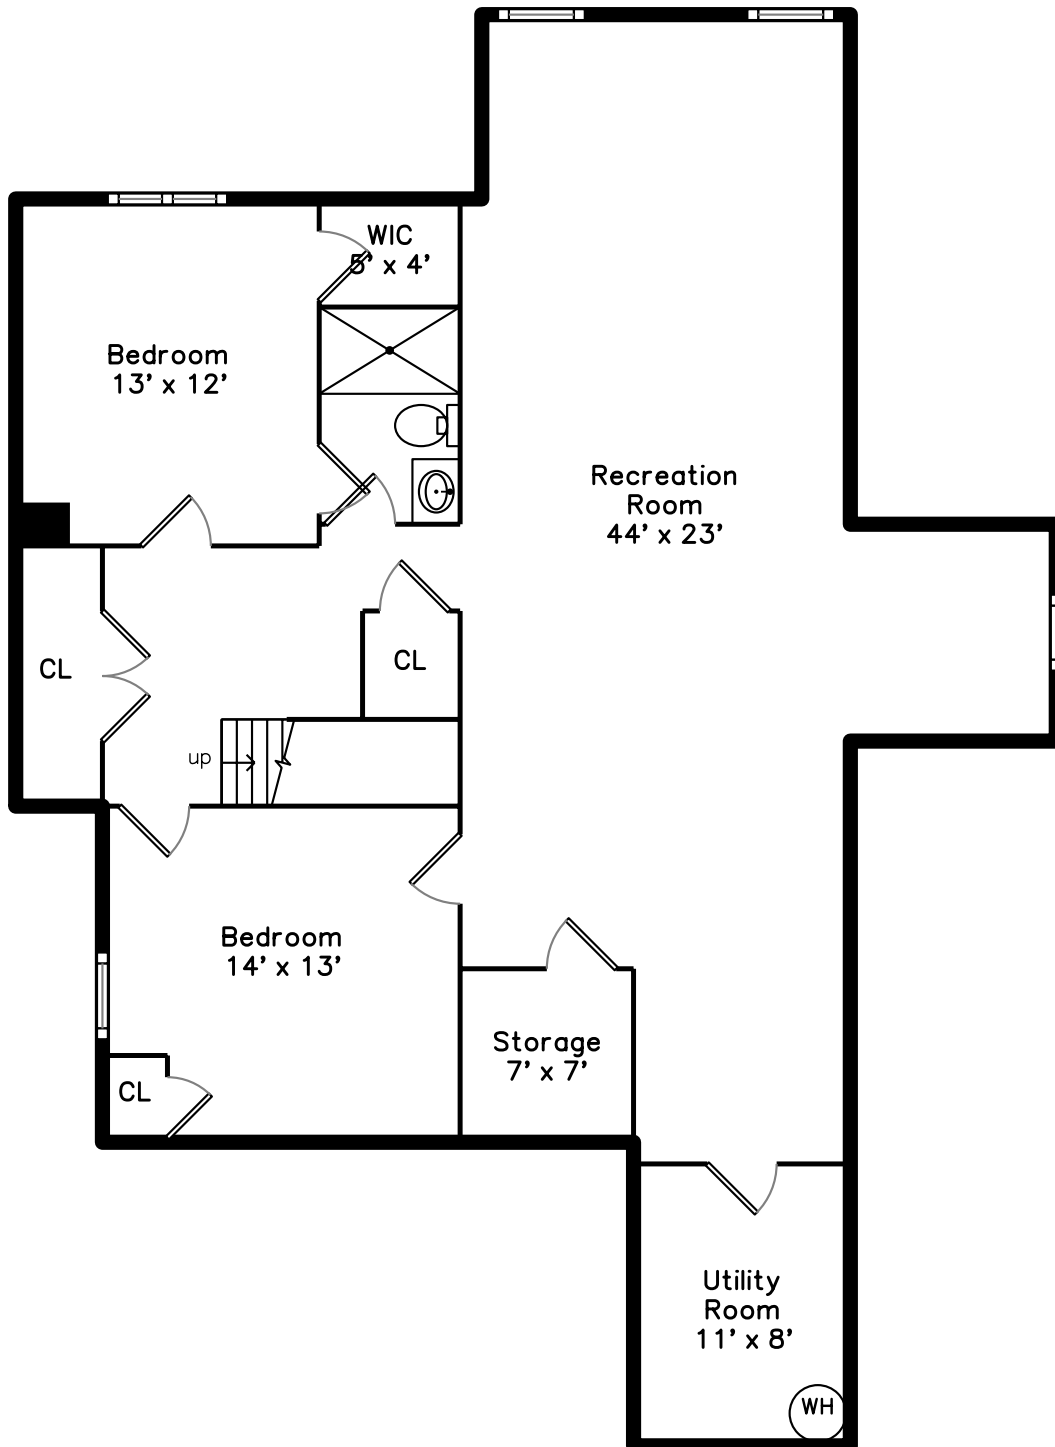 WIC
5' x 4'
Bedroom
13' x 12'
Recreation
Room
44' x 23'
CL
CL
up
Bedroom
14' x 13'
Storage
7' x 7'
CL
Utility
Room
11' x 8'
WH